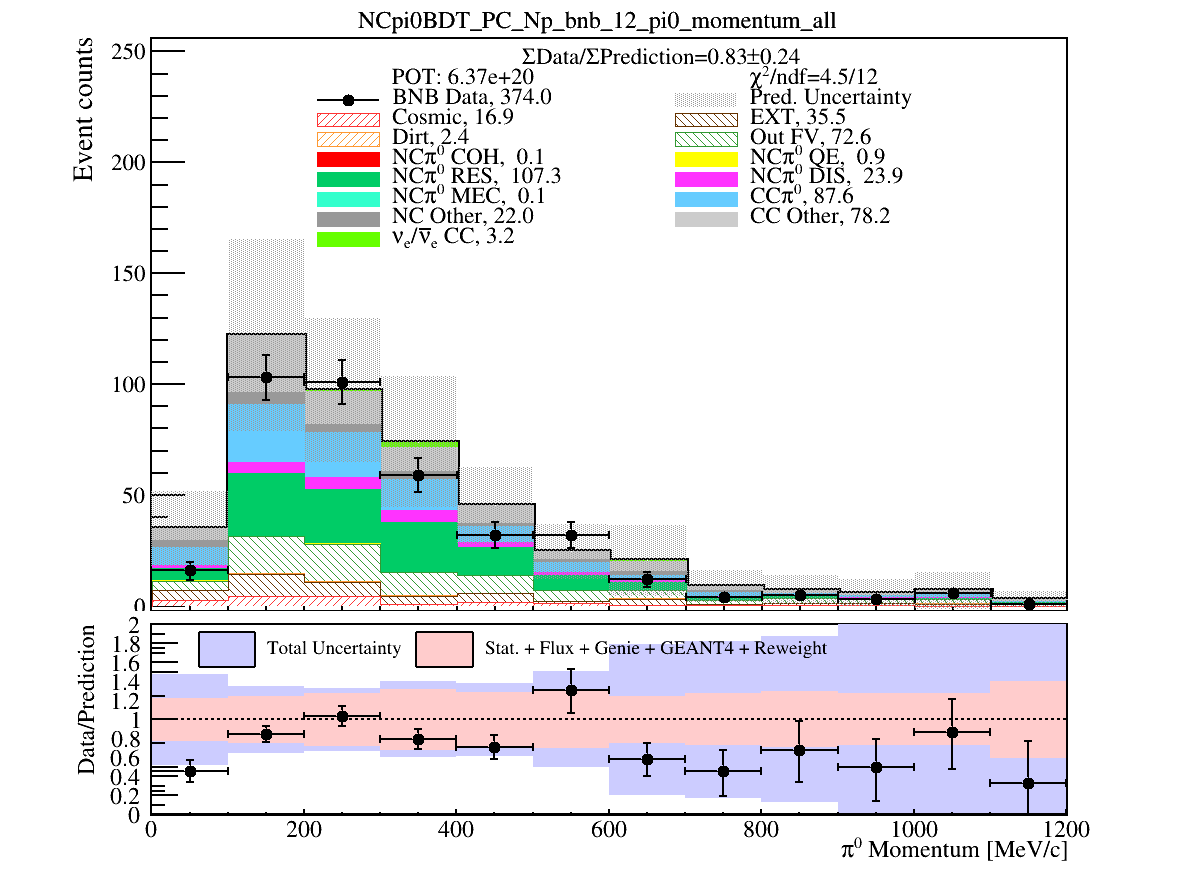 NCpi0BDT_PC_Np_bnb_12_pi0_momentum_all
ΣData/ΣPrediction=0.83±0.24
POT: 6.37e+20
χ²/ndf=4.5/12
BNB Data, 374.0
Pred. Uncertainty
Cosmic, 16.9
EXT, 35.5
Dirt, 2.4
Out FV, 72.6
NCπ⁰ COH, 0.1
NCπ⁰ QE, 0.9
NCπ⁰ RES, 107.3
NCπ⁰ DIS, 23.9
NCπ⁰ MEC, 0.1
CCπ⁰, 87.6
NC Other, 22.0
CC Other, 78.2
νₑ/ν̅ₑ CC, 3.2
Event counts
250
200
150
100
50
0
Total Uncertainty
Stat. + Flux + Genie + GEANT4 + Reweight
Data/Prediction
2
1.8
1.6
1.4
1.2
1
0.8
0.6
0.4
0.2
0
0 200 400 600 800 1000 1200
π⁰ Momentum [MeV/c]